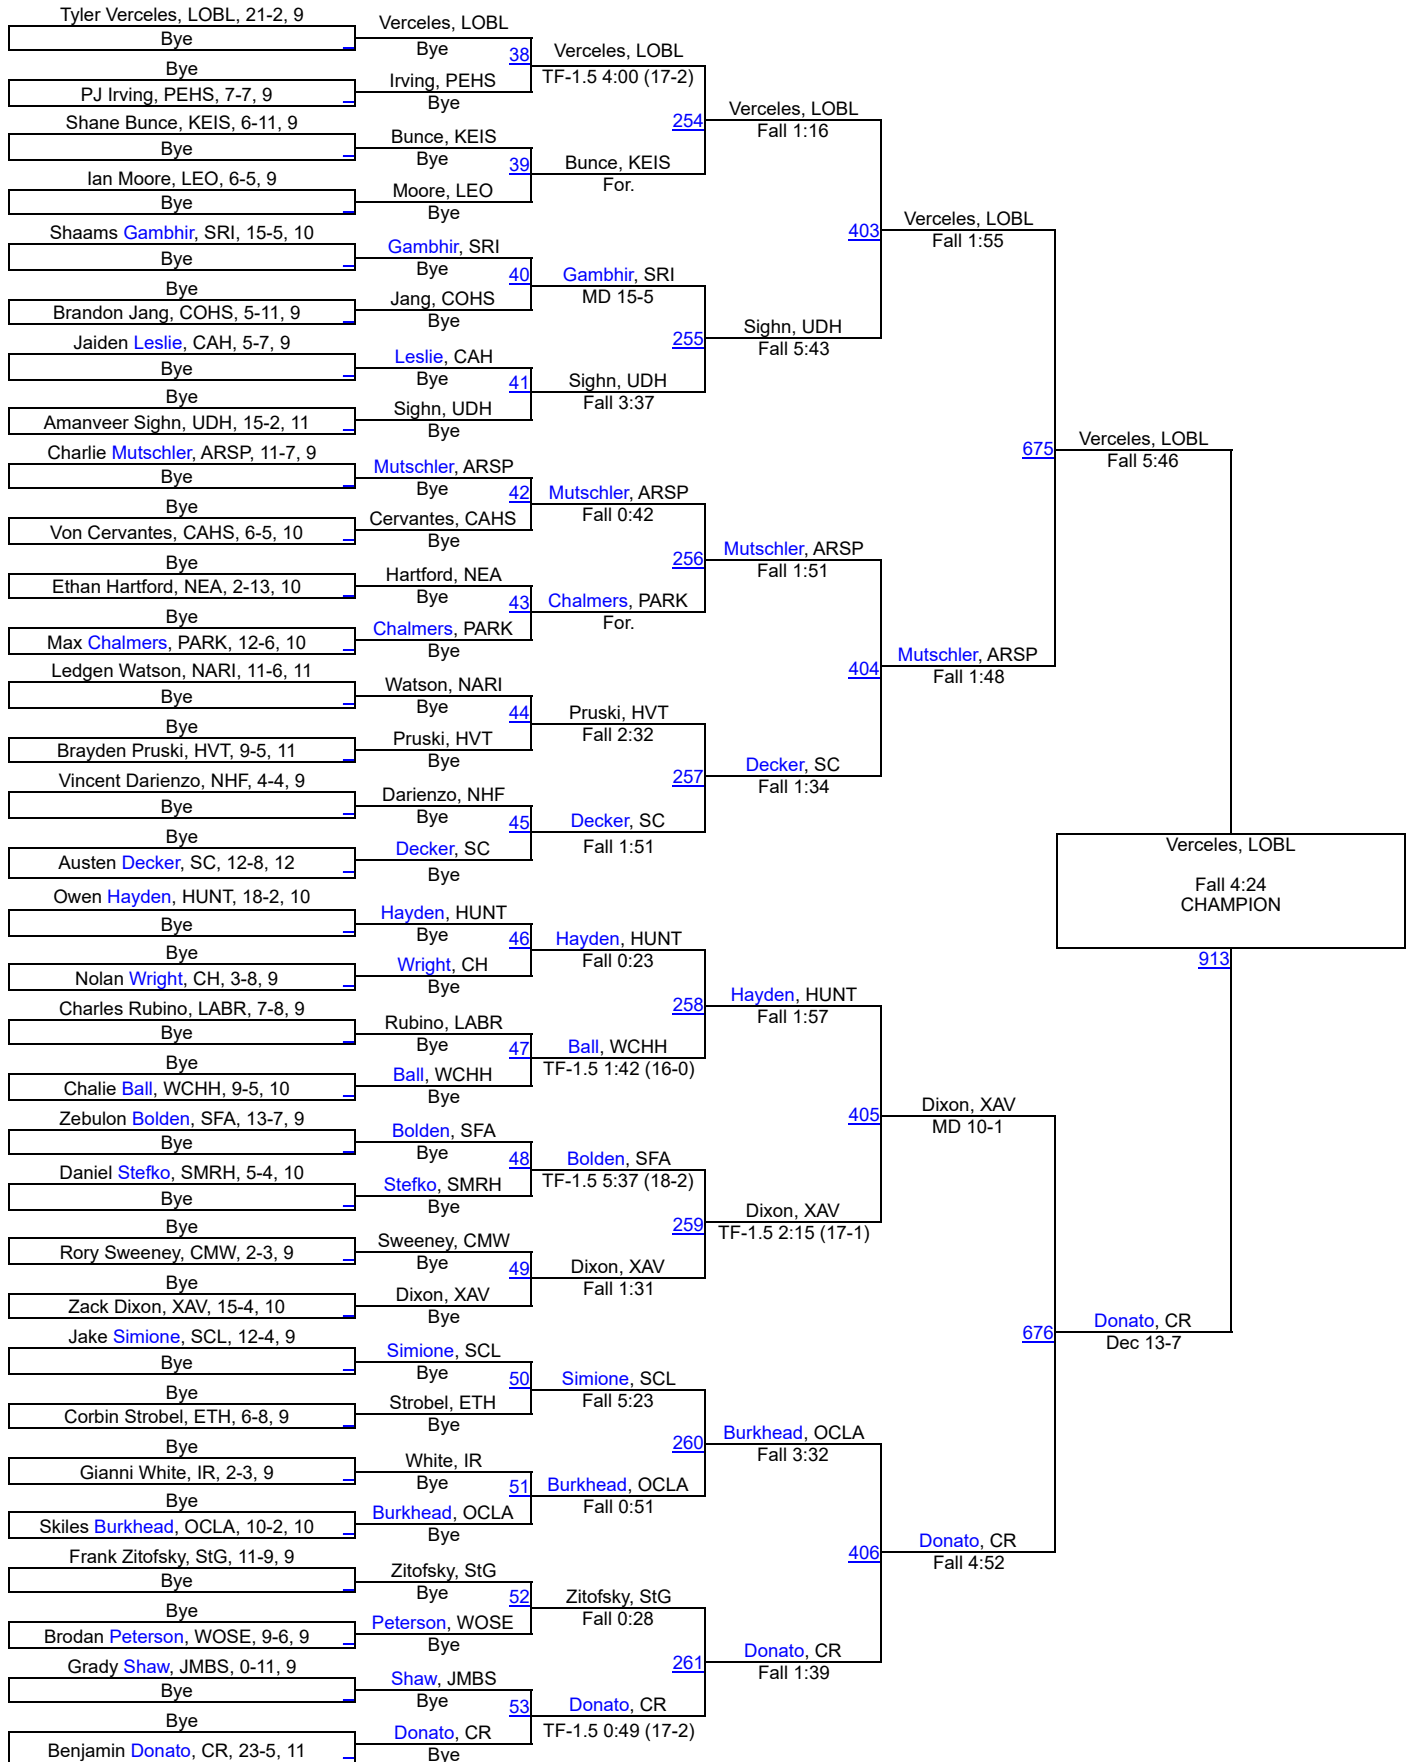 Tyler Verceles, LOBL, 21-2, 9
Bye
Bye
PJ Irving, PEHS, 7-7, 9
Shane Bunce, KEIS, 6-11, 9
Bye
Ian Moore, LEO, 6-5, 9
Bye
Shaams Gambhir, SRI, 15-5, 10
Bye
Bye
Brandon Jang, COHS, 5-11, 9
Jaiden Leslie, CAH, 5-7, 9
Bye
Bye
Amanveer Sighn, UDH, 15-2, 11
Charlie Mutschler, ARSP, 11-7, 9
Bye
Bye
Von Cervantes, CAHS, 6-5, 10
Bye
Ethan Hartford, NEA, 2-13, 10
Bye
Max Chalmers, PARK, 12-6, 10
Ledgen Watson, NARI, 11-6, 11
Bye
Bye
Brayden Pruski, HVT, 9-5, 11
Vincent Darienzo, NHF, 4-4, 9
Bye
Bye
Austen Decker, SC, 12-8, 12
Owen Hayden, HUNT, 18-2, 10
Bye
Bye
Nolan Wright, CH, 3-8, 9
Charles Rubino, LABR, 7-8, 9
Bye
Bye
Chalie Ball, WCHH, 9-5, 10
Zebulon Bolden, SFA, 13-7, 9
Bye
Daniel Stefko, SMRH, 5-4, 10
Bye
Bye
Rory Sweeney, CMW, 2-3, 9
Bye
Zack Dixon, XAV, 15-4, 10
Jake Simione, SCL, 12-4, 9
Bye
Bye
Corbin Strobel, ETH, 6-8, 9
Bye
Gianni White, IR, 2-3, 9
Bye
Skiles Burkhead, OCLA, 10-2, 10
Frank Zitofsky, StG, 11-9, 9
Bye
Bye
Brodan Peterson, WOSE, 9-6, 9
Grady Shaw, JMBS, 0-11, 9
Bye
Bye
Benjamin Donato, CR, 23-5, 11
Verceles, LOBL
Bye
38
Irving, PEHS
Bye
Bunce, KEIS
Bye
39
Moore, LEO
Bye
Gambhir, SRI
Bye
40
Jang, COHS
Bye
Leslie, CAH
Bye
41
Sighn, UDH
Bye
Mutschler, ARSP
Bye
42
Cervantes, CAHS
Bye
Hartford, NEA
Bye
43
Chalmers, PARK
Bye
Watson, NARI
Bye
44
Pruski, HVT
Bye
Darienzo, NHF
Bye
45
Decker, SC
Bye
Hayden, HUNT
Bye
46
Wright, CH
Bye
Rubino, LABR
Bye
47
Ball, WCHH
Bye
Bolden, SFA
Bye
48
Stefko, SMRH
Bye
Sweeney, CMW
Bye
49
Dixon, XAV
Bye
Simione, SCL
Bye
50
Strobel, ETH
Bye
White, IR
Bye
51
Burkhead, OCLA
Bye
Zitofsky, StG
Bye
52
Peterson, WOSE
Bye
Shaw, JMBS
Bye
53
Donato, CR
Bye
Verceles, LOBL
TF-1.5 4:00 (17-2)
254
Bunce, KEIS
For.
Gambhir, SRI
MD 15-5
255
Sighn, UDH
Fall 3:37
Mutschler, ARSP
Fall 0:42
256
Chalmers, PARK
For.
Pruski, HVT
Fall 2:32
257
Decker, SC
Fall 1:51
Hayden, HUNT
Fall 0:23
258
Ball, WCHH
TF-1.5 1:42 (16-0)
Bolden, SFA
TF-1.5 5:37 (18-2)
259
Dixon, XAV
Fall 1:31
Simione, SCL
Fall 5:23
260
Burkhead, OCLA
Fall 0:51
Zitofsky, StG
Fall 0:28
261
Donato, CR
TF-1.5 0:49 (17-2)
Verceles, LOBL
Fall 1:16
403
Sighn, UDH
Fall 5:43
Mutschler, ARSP
Fall 1:51
404
Decker, SC
Fall 1:34
Hayden, HUNT
Fall 1:57
405
Dixon, XAV
TF-1.5 2:15 (17-1)
Burkhead, OCLA
Fall 3:32
406
Donato, CR
Fall 1:39
Verceles, LOBL
Fall 1:55
675
Mutschler, ARSP
Fall 1:48
Dixon, XAV
MD 10-1
676
Donato, CR
Fall 4:52
Verceles, LOBL
Fall 5:46
Donato, CR
Dec 13-7
Verceles, LOBL
Fall 4:24
CHAMPION
913